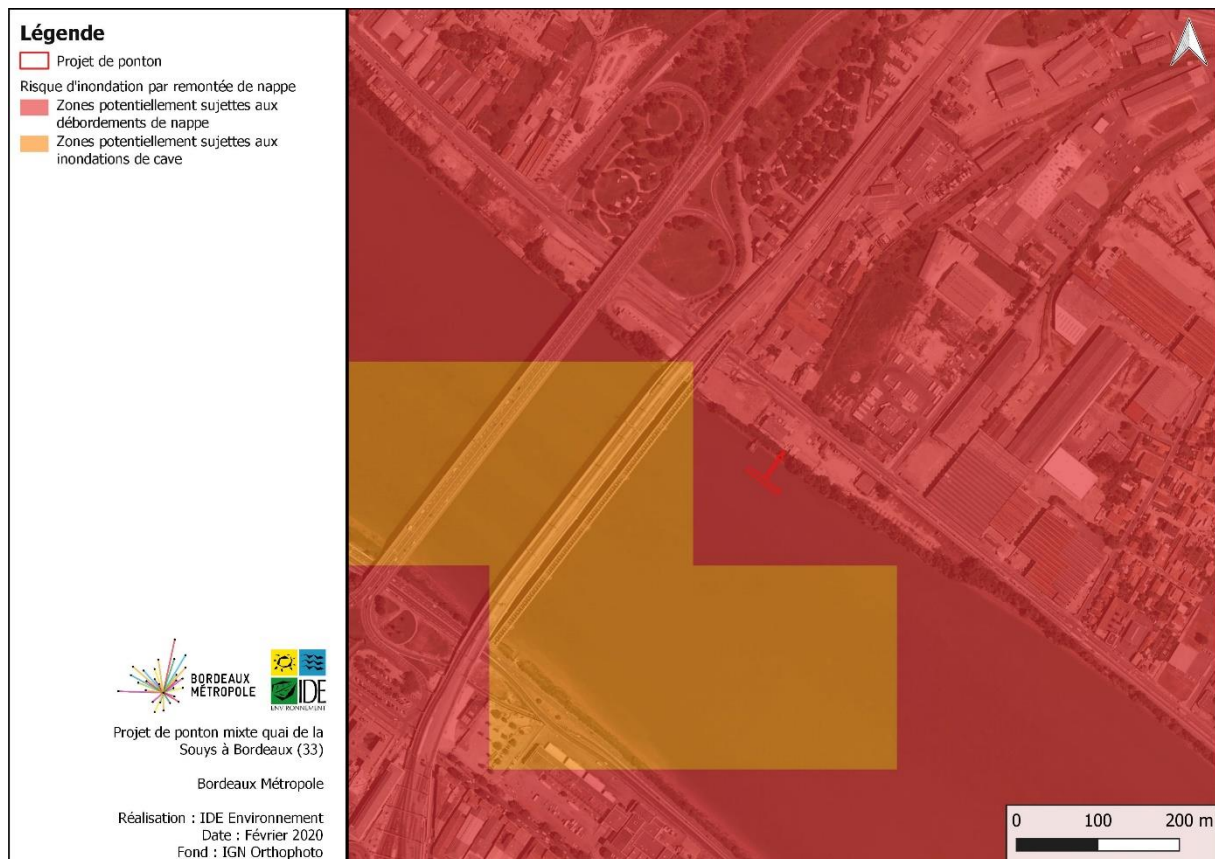 Légende
Projet de ponton
Risque d'inondation par remontée de nappe
Zones potentiellement sujettes aux
débordements de nappe
Zones potentiellement sujettes aux
inondations de cave
BORDEAUX
MÉTROPOLE
IDE
ENVIRONNEMENT
Projet de ponton mixte quai de la
Souys à Bordeaux (33)
Bordeaux Métropole
Réalisation : IDE Environnement
Date : Février 2020
Fond : IGN Orthophoto
0 100 200 m